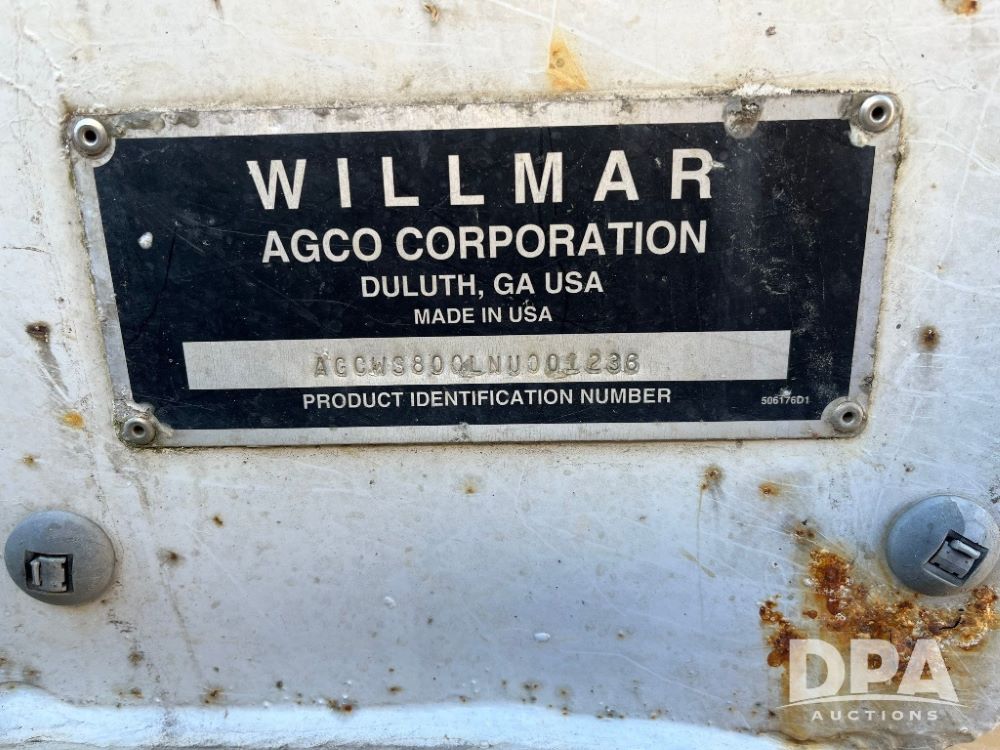 WILLMAR
AGCO CORPORATION
DULUTH, GA USA
MADE IN USA
AGCWS800LNU001236
PRODUCT IDENTIFICATION NUMBER
506176D1
DPA
AUCTIONS